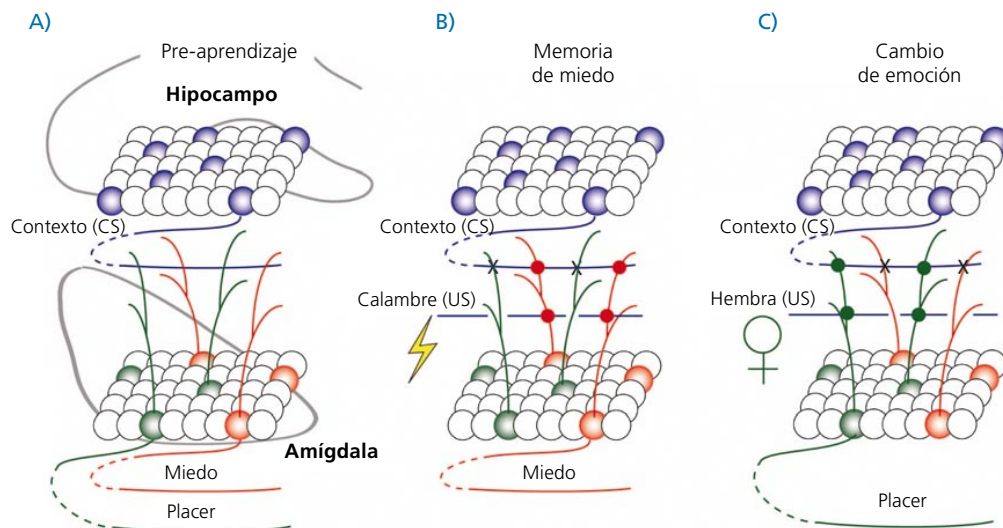 A)
Pre-aprendizaje
Hipocampo
Contexto (CS)
Amígdala
Miedo
Placer
B)
Memoria
de miedo
Contexto (CS)
Calambre (US)
Miedo
C)
Cambio
de emoción
Contexto (CS)
Hembra (US)
Placer